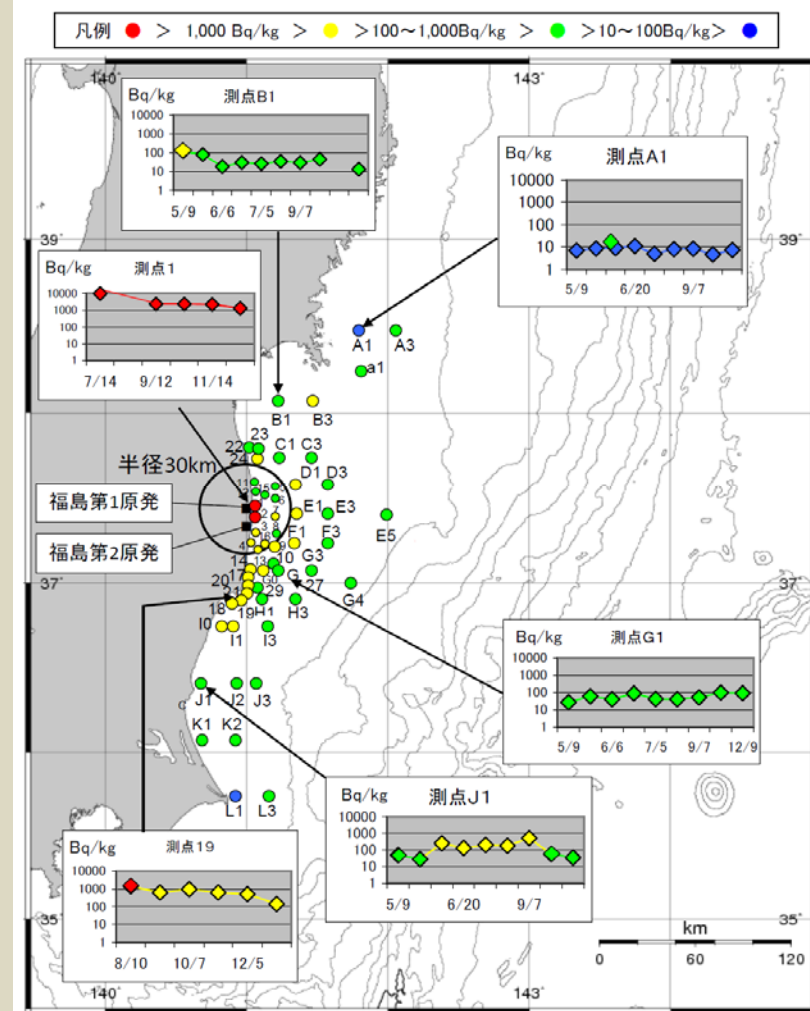 凡例 ● > 1,000 Bq/kg > ● >100~1,000Bq/kg > ● >10~100Bq/kg> ●
140゜
143゜
Bq/kg 測点B1
10000
1000
100
10
1
5/9 6/6 7/5 9/7
Bq/kg 測点A1
10000
1000
100
10
1
5/9 6/20 9/7
39゜
39゜
Bq/kg 測点1
10000
1000
100
10
1
7/14 9/12 11/14
A1 A3
a1
B1 B3
22 23 C1 C3
24
半径30km
D1 D3
福島第1原発
E1 E3 E5
福島第2原発
F1 F3
14 13 10 G3
17 G0 G 27
20 21 29 G4
18 19 H1 H3
I0 I1 I3
37゜
37゜
Bq/kg 測点G1
10000
1000
100
10
1
5/9 6/6 7/5 9/7 12/9
J1 J2 J3
K1 K2
L1 L3
Bq/kg 測点J1
10000
1000
100
10
1
5/9 6/20 9/7
Bq/kg 測点19
10000
1000
100
10
1
8/10 10/7 12/5
35゜
35゜
km
0 60 120
140゜
143゜